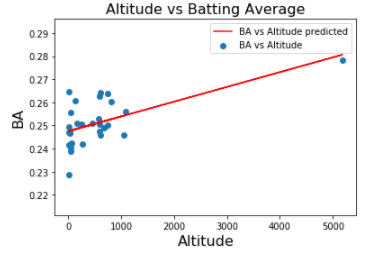 Altitude vs Batting Average
BA vs Altitude predicted
BA vs Altitude
0.29
0.28
0.27
0.26
0.25
0.24
0.23
0.22
BA
0 1000 2000 3000 4000 5000
Altitude